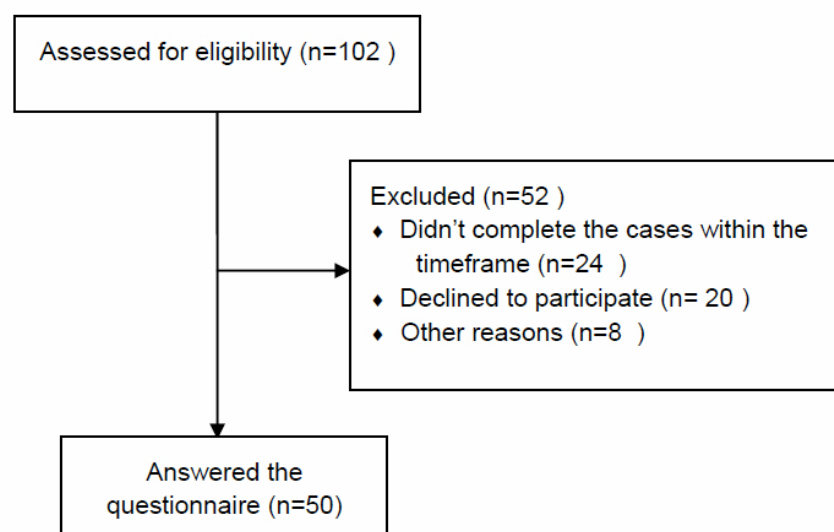 Assessed for eligibility (n=102 )
Excluded (n=52 )
♦ Didn't complete the cases within the
timeframe (n=24 )
♦ Declined to participate (n= 20 )
♦ Other reasons (n=8 )
Answered the
questionnaire (n=50)